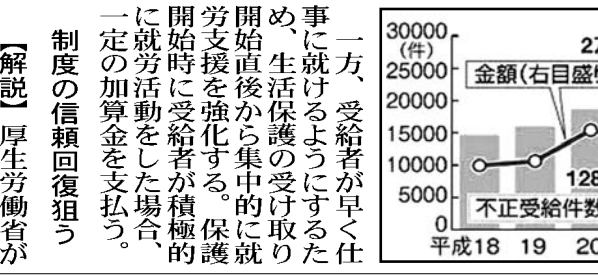 一方、受給者が早く仕
事に就けるようにするた
め、生活保護の受け取り
開始直後から集中的に就
労支援を強化する。保護
開始時に受給者が積極的
に就労活動をした場合、
一定の加算金を支払う。
制度の信頼回復狙う
【解説】厚生労働省が
30000
(件)
25000
20000
15000
10000
5000
0
27
金額(右目盛
128
不正受給件数
平成18 19 20